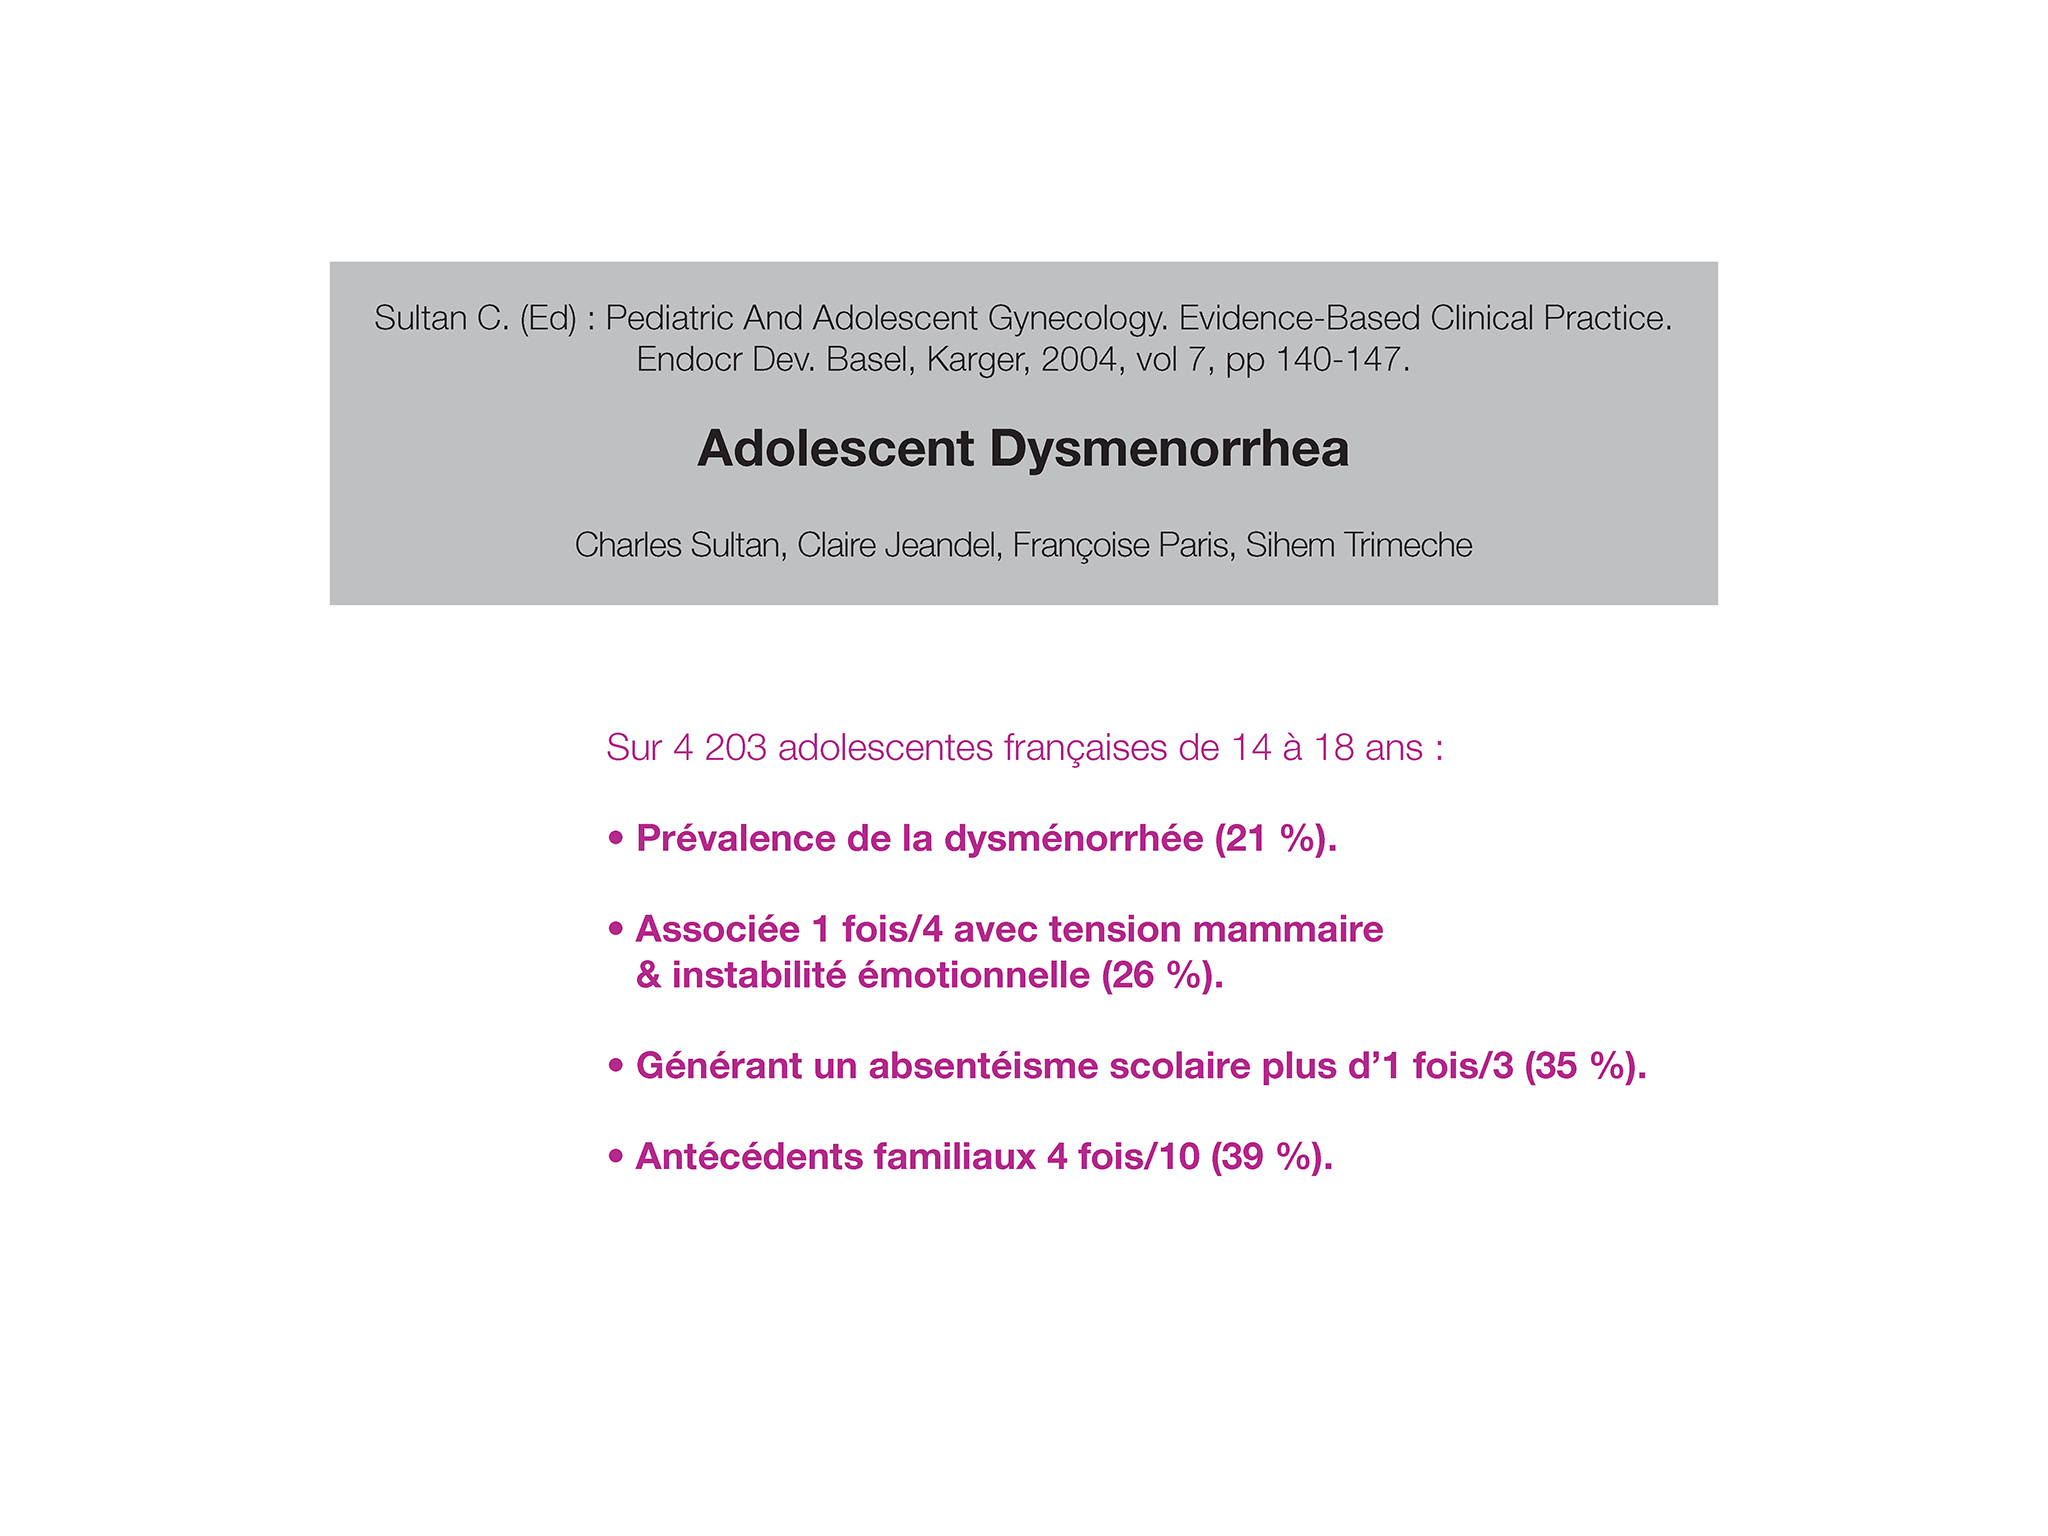 Sultan C. (Ed) : Pediatric And Adolescent Gynecology. Evidence-Based Clinical Practice.
Endocr Dev. Basel, Karger, 2004, vol 7, pp 140-147.
Adolescent Dysmenorrhea
Charles Sultan, Claire Jeandel, Françoise Paris, Sihem Trimeche
Sur 4 203 adolescentes françaises de 14 à 18 ans :
• Prévalence de la dysménorrhée (21 %).
• Associée 1 fois/4 avec tension mammaire
& instabilité émotionnelle (26 %).
• Générant un absentéisme scolaire plus d’1 fois/3 (35 %).
• Antécédents familiaux 4 fois/10 (39 %).